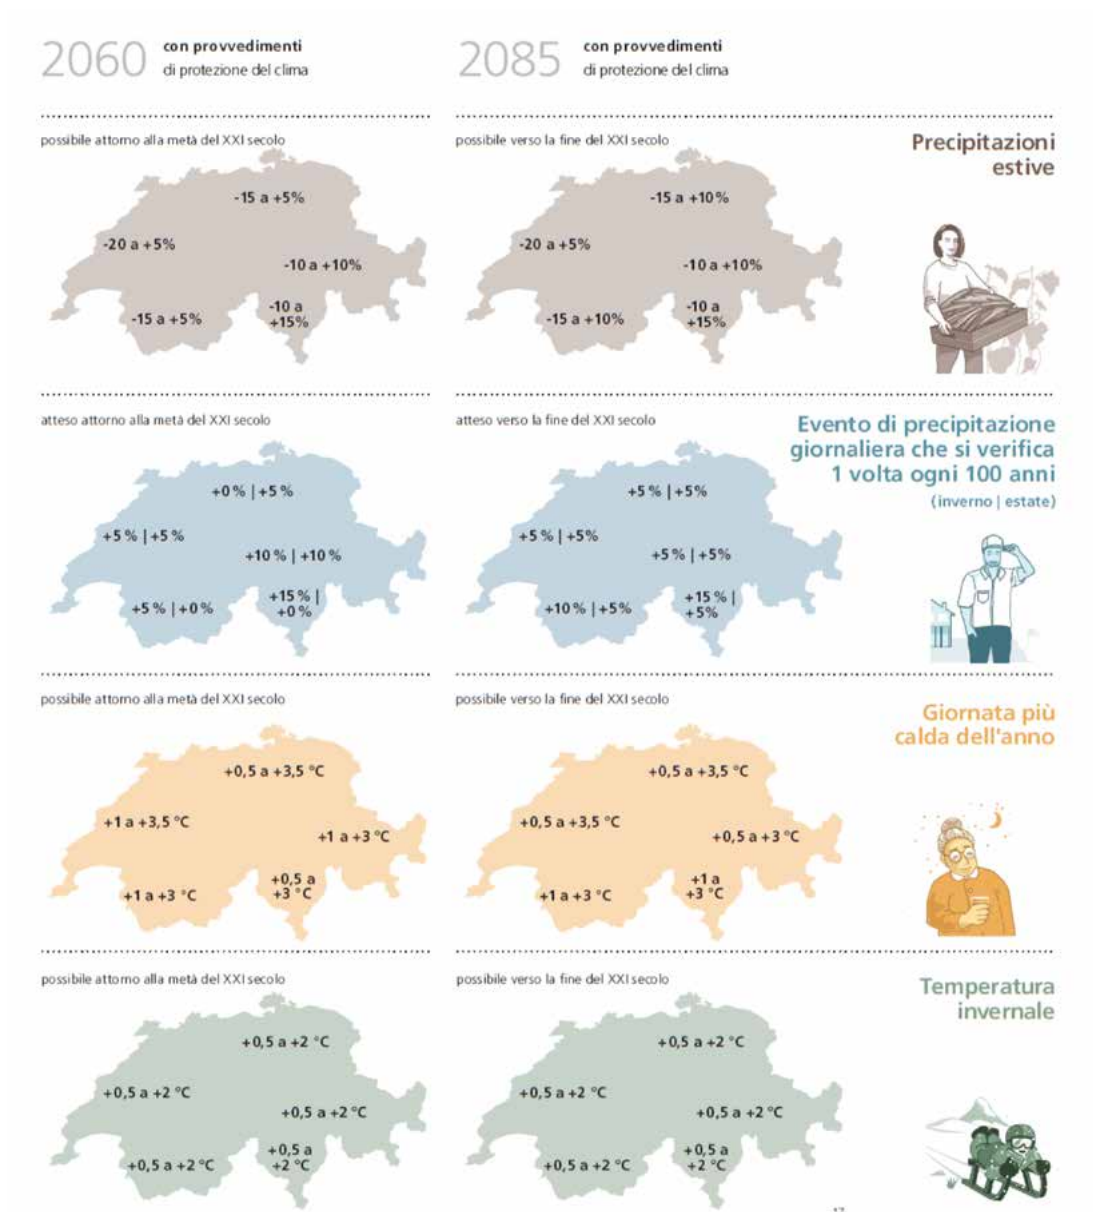 2060
con provvedimenti
di protezione del clima
2085
con provvedimenti
di protezione del clima
possibile attorno alla metà del XXI secolo
possibile verso la fine del XXI secolo
Precipitazioni
estive
-15 a +5%
-20 a +5%
-10 a +10%
-15 a +5%
-10 a
+15%
-15 a +10%
-20 a +5%
-10 a +10%
-15 a +10%
-10 a
+15%
atteso attorno alla metà del XXI secolo
atteso verso la fine del XXI secolo
Evento di precipitazione
giornaliera che si verifica
1 volta ogni 100 anni
(inverno | estate)
+0% | +5%
+5% | +5%
+10% | +10%
+5% | +0%
+15% |
+0%
+5% | +5%
+5% | +5%
+5% | +5%
+10% | +5%
+15% |
+5%
possibile attorno alla metà del XXI secolo
possibile verso la fine del XXI secolo
Giornata più
calda dell'anno
+0,5 a +3,5 °C
+1 a +3,5 °C
+1 a +3 °C
+1 a +3 °C
+0,5 a
+3 °C
+0,5 a +3,5 °C
+0,5 a +3,5 °C
+0,5 a +3 °C
+1 a +3 °C
+1 a
+3 °C
possibile attorno alla metà del XXI secolo
possibile verso la fine del XXI secolo
Temperatura
invernale
+0,5 a +2 °C
+0,5 a +2 °C
+0,5 a +2 °C
+0,5 a +2 °C
+0,5 a
+2 °C
+0,5 a +2 °C
+0,5 a +2 °C
+0,5 a +2 °C
+0,5 a +2 °C
+0,5 a
+2 °C